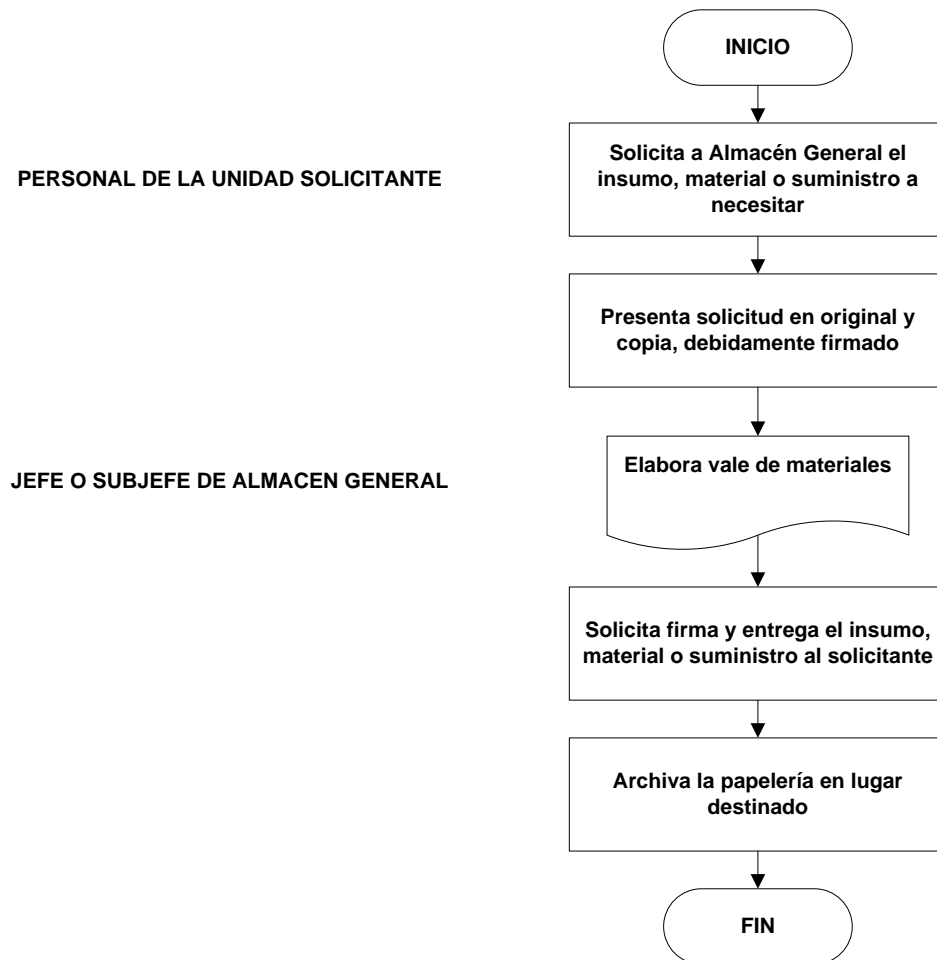 INICIO
PERSONAL DE LA UNIDAD SOLICITANTE
Solicita a Almacén General el
insumo, material o suministro a
necesitar
Presenta solicitud en original y
copia, debidamente firmado
JEFE O SUBJEFE DE ALMACEN GENERAL
Elabora vale de materiales
Solicita firma y entrega el insumo,
material o suministro al solicitante
Archiva la papelería en lugar
destinado
FIN